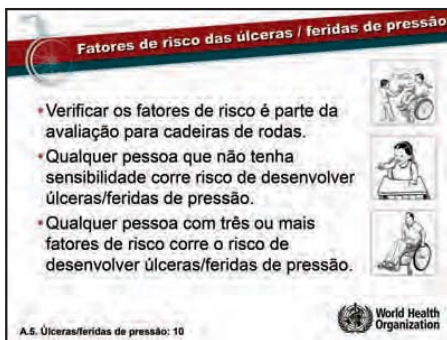 Fatores de risco das úlceras / feridas de pressão
•Verificar os fatores de risco é parte da
avaliação para cadeiras de rodas.
•Qualquer pessoa que não tenha
sensibilidade corre risco de desenvolver
úlceras/feridas de pressão.
•Qualquer pessoa com três ou mais
fatores de risco corre o risco de
desenvolver úlceras/feridas de pressão.
A.5. Úlceras/feridas de pressão: 10
World Health
Organization